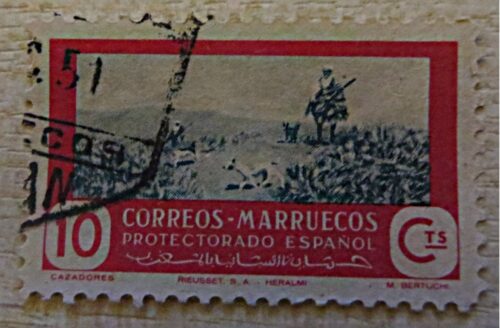 51
10
CORREOS-MARRUECOS
PROTECTORADO ESPAÑOL
CTS
CAZADORES
RIEUSSET, S. A. - HERALMI
M. BERTUCHI